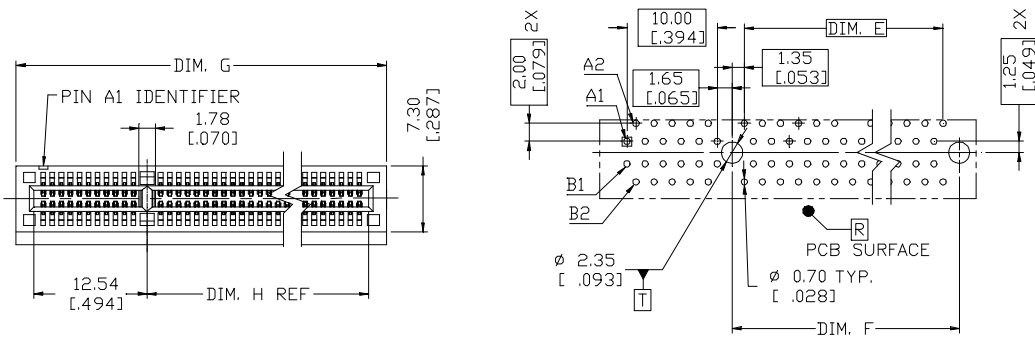 DIM. G
PIN A1 IDENTIFIER
1.78
[.070]
7.30
[.287]
12.54
[.494]
DIM. H REF
2X
2.00
[.079]
10.00
[.394]
DIM. E
2X
1.25
[.049]
A2
A1
1.65
[.065]
1.35
[.053]
B1
B2
R
PCB SURFACE
Ø 2.35
[ .093]
T
Ø 0.70 TYP.
[ .028]
DIM. F